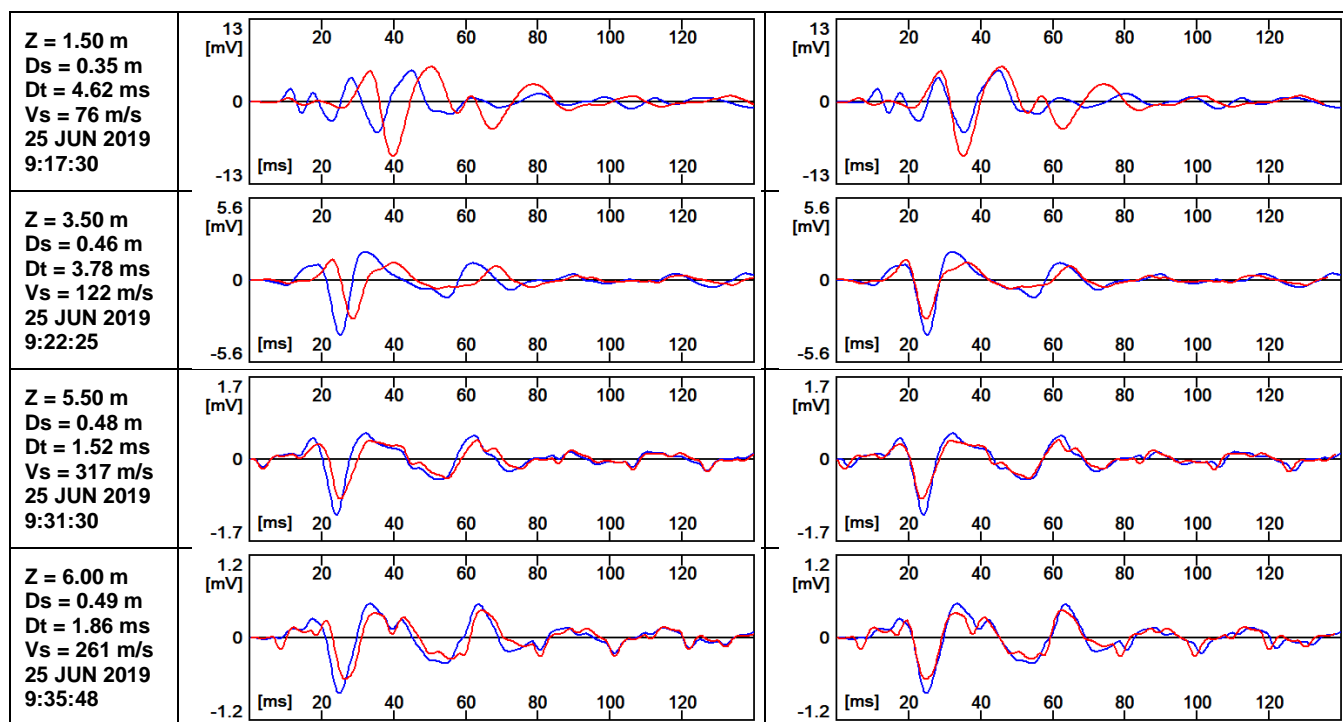 Z = 1.50 m
Ds = 0.35 m
Dt = 4.62 ms
Vs = 76 m/s
25 JUN 2019
9:17:30
13
[mV]
20 40 60 80 100 120
0
-13
[ms] 20 40 60 80 100 120
13
[mV]
20 40 60 80 100 120
0
-13
[ms] 20 40 60 80 100 120
Z = 3.50 m
Ds = 0.46 m
Dt = 3.78 ms
Vs = 122 m/s
25 JUN 2019
9:22:25
5.6
[mV]
20 40 60 80 100 120
0
-5.6
[ms] 20 40 60 80 100 120
5.6
[mV]
20 40 60 80 100 120
0
-5.6
[ms] 20 40 60 80 100 120
Z = 5.50 m
Ds = 0.48 m
Dt = 1.52 ms
Vs = 317 m/s
25 JUN 2019
9:31:30
1.7
[mV]
20 40 60 80 100 120
0
-1.7
[ms] 20 40 60 80 100 120
1.7
[mV]
20 40 60 80 100 120
0
-1.7
[ms] 20 40 60 80 100 120
Z = 6.00 m
Ds = 0.49 m
Dt = 1.86 ms
Vs = 261 m/s
25 JUN 2019
9:35:48
1.2
[mV]
20 40 60 80 100 120
0
-1.2
[ms] 20 40 60 80 100 120
1.2
[mV]
20 40 60 80 100 120
0
-1.2
[ms] 20 40 60 80 100 120